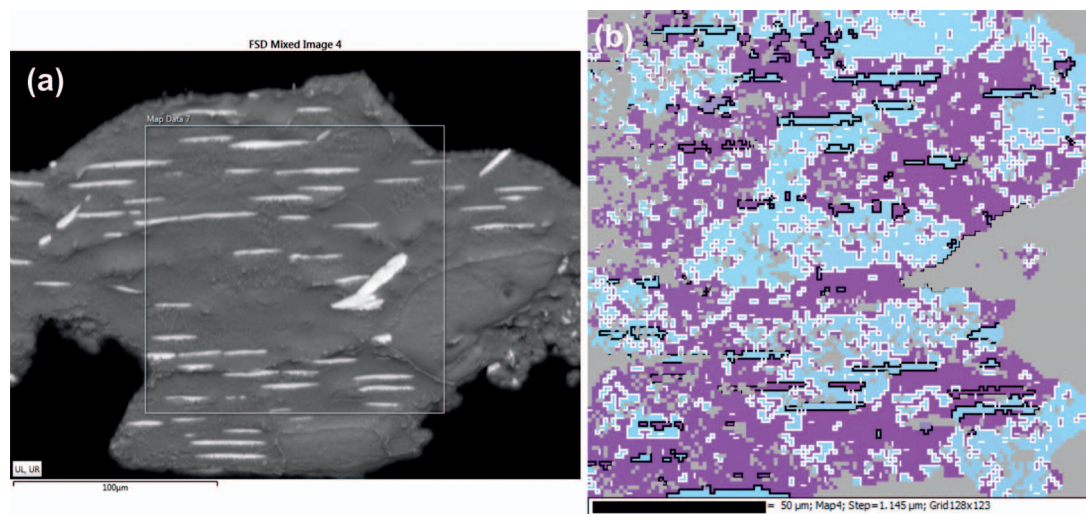 FSD Mixed Image 4
(a)
Map Data 7
UL, UR
100μm
(b)
= 50 μm; Map4; Step=1.145 μm; Grid128x123